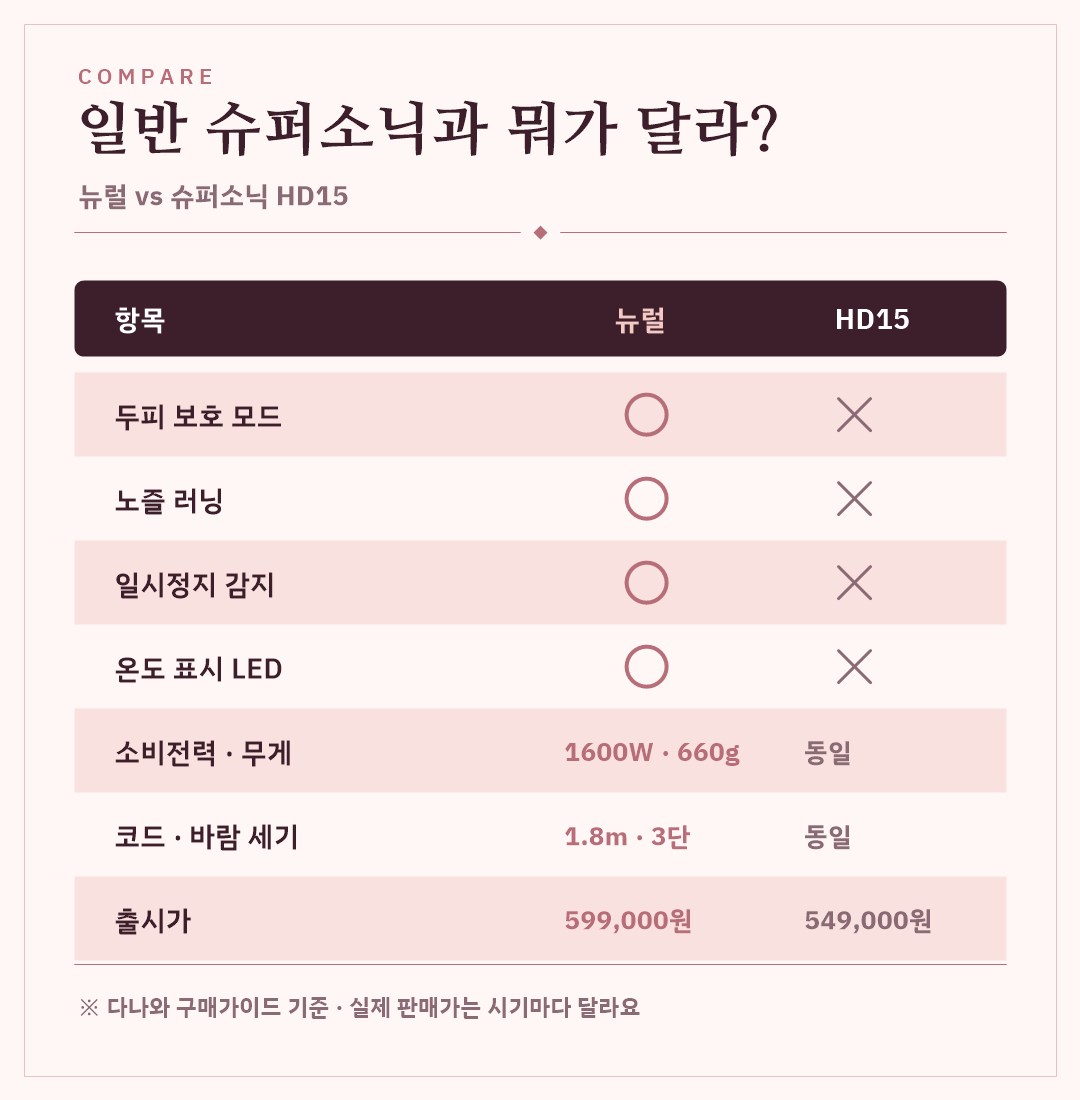 COMPARE
일반 슈퍼소닉과 뭐가 달라?
뉴럴 vs 슈퍼소닉 HD15
항목 뉴럴 HD15
두피 보호 모드
노즐 러닝
일시정지 감지
온도 표시 LED
소비전력 · 무게 1600W · 660g 동일
코드 · 바람 세기 1.8m · 3단 동일
출시가 599,000원 549,000원
※ 다나와 구매가이드 기준 · 실제 판매가는 시기마다 달라요